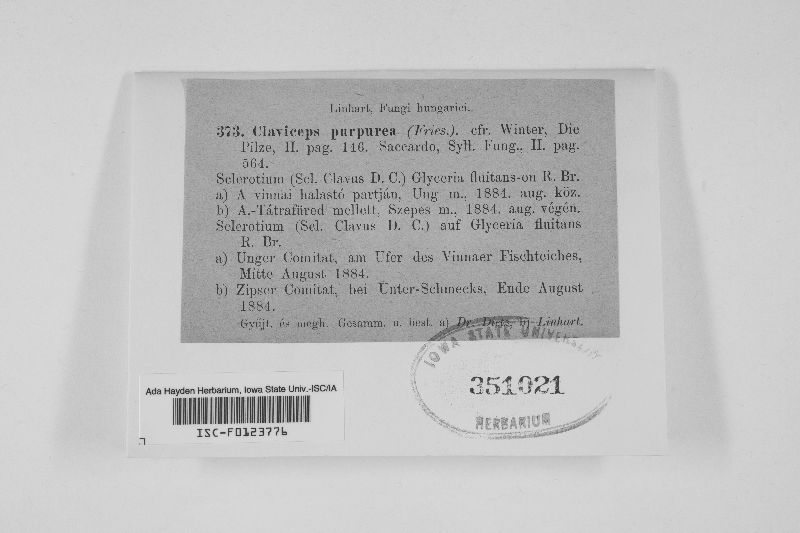 Linhart, Fungi hungarici.
373. Claviceps purpurea (Fries.). cfr. Winter, Die
Pilze, II. pag. 146. Saccardo, Syll. Fung., II. pag.
564.
Sclerotium (Scl. Clavus D. C.) Glyceria fluitans-on R. Br.
a) A vinnai halastó partján, Ung m., 1884. aug. köz.
b) A.-Tátrafüred mellett, Szepes m., 1884. aug. végén.
Sclerotium (Scl. Clavus D. C.) auf Glyceria fluitans
R. Br.
a) Unger Comitat, am Ufer des Vinnaer Fischteiches,
Mitte August 1884.
b) Zipser Comitat, bei Unter-Schmecks, Ende August
1884.
Gyűjt. és megh. Gesamm. u. best. a) Dr. Dietz, b) Linhart.
IOWA STATE UNIVERSITY
351021
HERBARIUM
Ada Hayden Herbarium, Iowa State Univ.-ISC/IA
ISC-F0123776